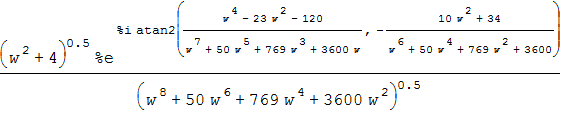 (w^2 + 4)^0.5 %e^(%i atan2((w^4 − 23 w^2 − 120)/(w^7 + 50 w^5 + 769 w^3 + 3600 w), −(10 w^2 + 34)/(w^6 + 50 w^4 + 769 w^2 + 3600)))
(w^8 + 50 w^6 + 769 w^4 + 3600 w^2)^0.5